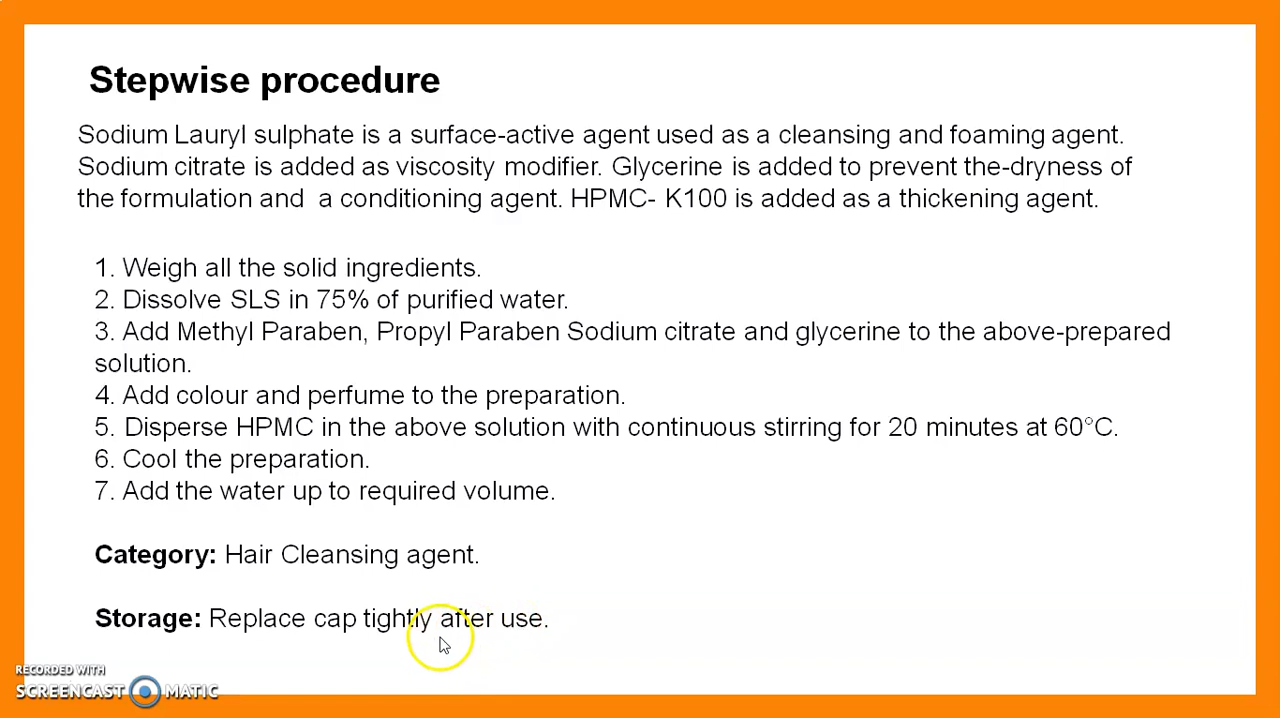 Stepwise procedure
Sodium Lauryl sulphate is a surface-active agent used as a cleansing and foaming agent.
Sodium citrate is added as viscosity modifier. Glycerine is added to prevent the-dryness of
the formulation and a conditioning agent. HPMC- K100 is added as a thickening agent.
1. Weigh all the solid ingredients.
2. Dissolve SLS in 75% of purified water.
3. Add Methyl Paraben, Propyl Paraben Sodium citrate and glycerine to the above-prepared
solution.
4. Add colour and perfume to the preparation.
5. Disperse HPMC in the above solution with continuous stirring for 20 minutes at 60°C.
6. Cool the preparation.
7. Add the water up to required volume.
Category: Hair Cleansing agent.
Storage: Replace cap tightly after use.
RECORDED WITH
SCREENCAST MATIC